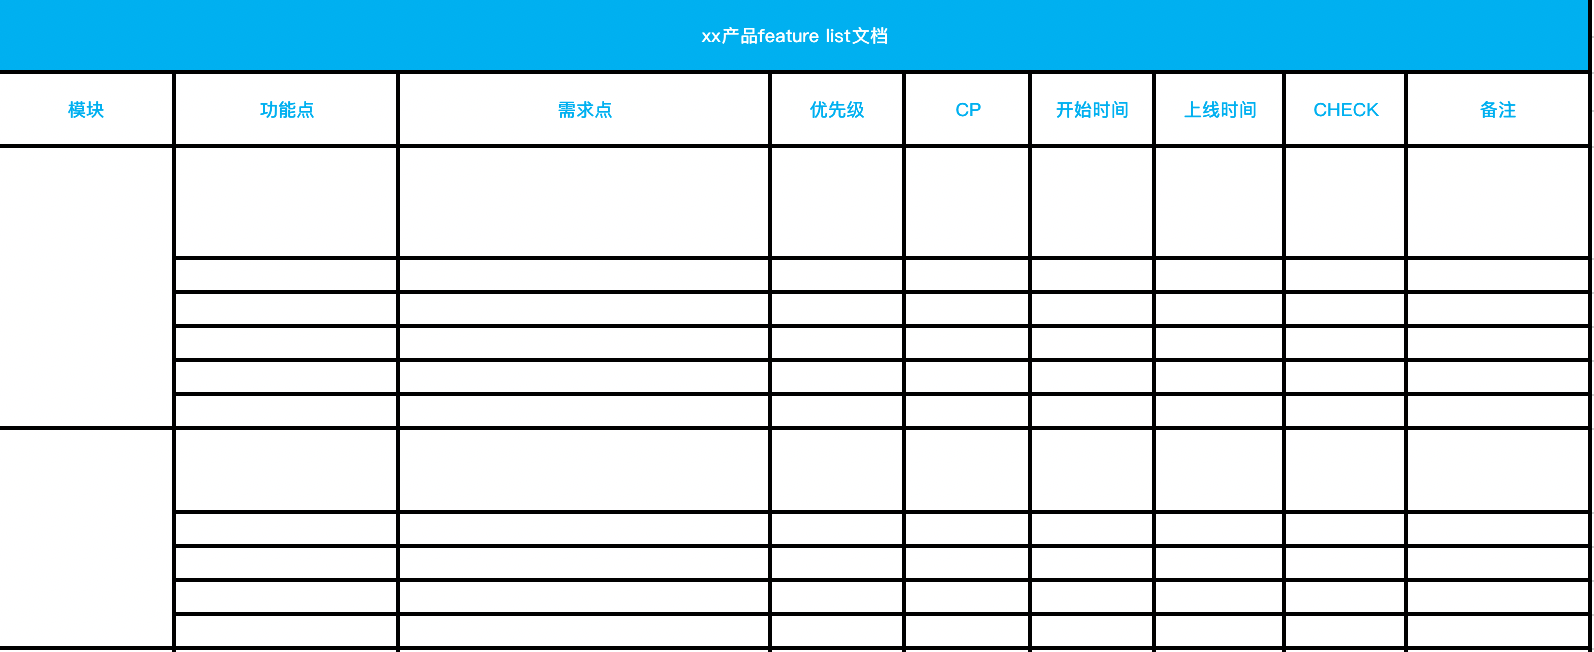 xx产品feature list文档
模块 功能点 需求点 优先级 CP 开始时间 上线时间 CHECK 备注